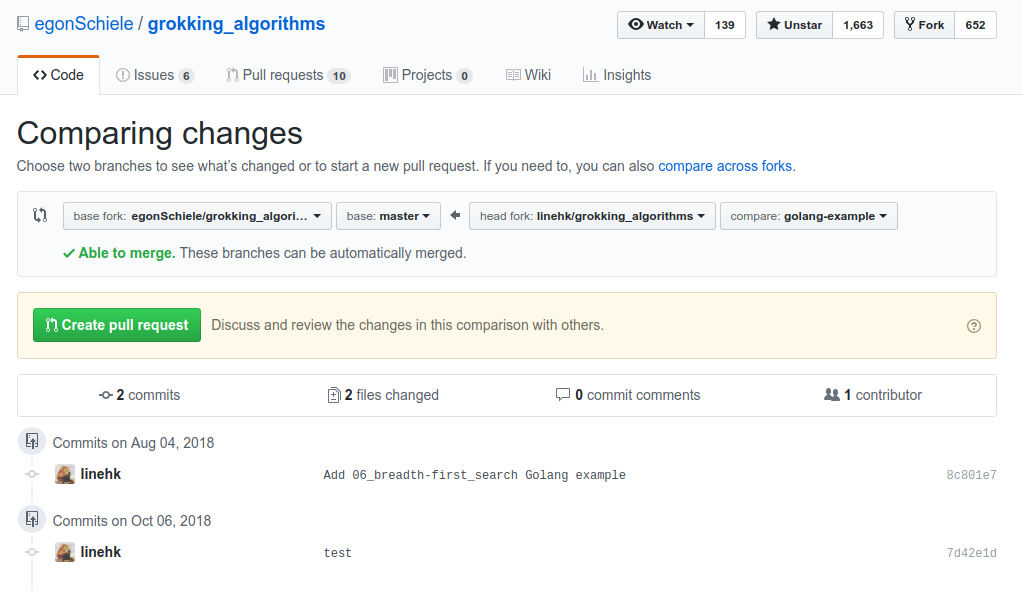 egonSchiele / grokking_algorithms Watch 139 Unstar 1,663 Fork 652
Code Issues 6 Pull requests 10 Projects 0 Wiki Insights
Comparing changes
Choose two branches to see what's changed or to start a new pull request. If you need to, you can also compare across forks.
base fork: egonSchiele/grokking_algori... base: master head fork: linehk/grokking_algorithms compare: golang-example
Able to merge. These branches can be automatically merged.
Create pull request Discuss and review the changes in this comparison with others.
2 commits 2 files changed 0 commit comments 1 contributor
Commits on Aug 04, 2018
linehk Add 06_breadth-first_search Golang example 8c801e7
Commits on Oct 06, 2018
linehk test 7d42e1d